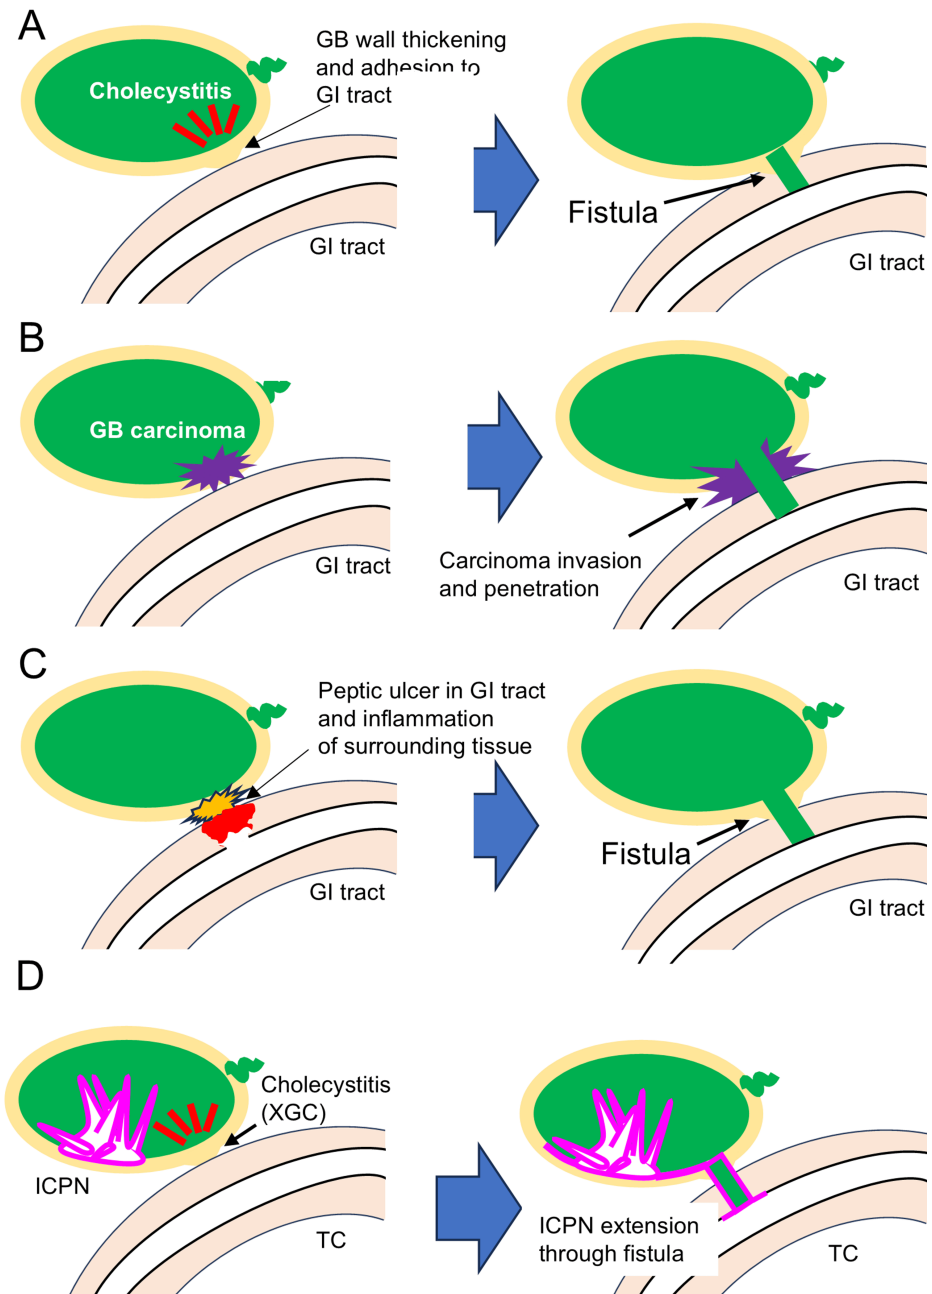 A
GB wall thickening
and adhesion to
GI tract
Cholecystitis
GI tract
Fistula
GI tract
B
GB carcinoma
GI tract
Carcinoma invasion
and penetration
GI tract
C
Peptic ulcer in GI tract
and inflammation
of surrounding tissue
GI tract
Fistula
GI tract
D
Cholecystitis
(XGC)
ICPN
TC
ICPN extension
through fistula
TC